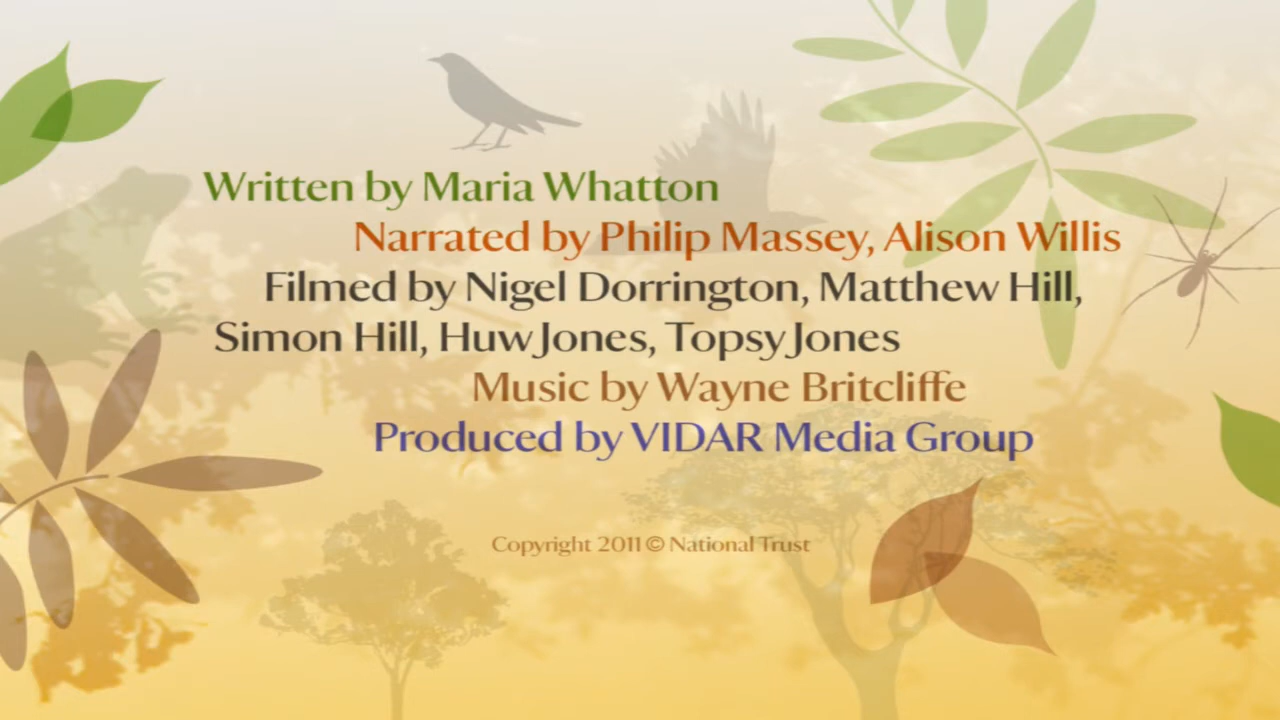 Written by Maria Whatton
Narrated by Philip Massey, Alison Willis
Filmed by Nigel Dorrington, Matthew Hill,
Simon Hill, Huw Jones, Topsy Jones
Music by Wayne Britcliffe
Produced by VIDAR Media Group
Copyright 2011 © National Trust